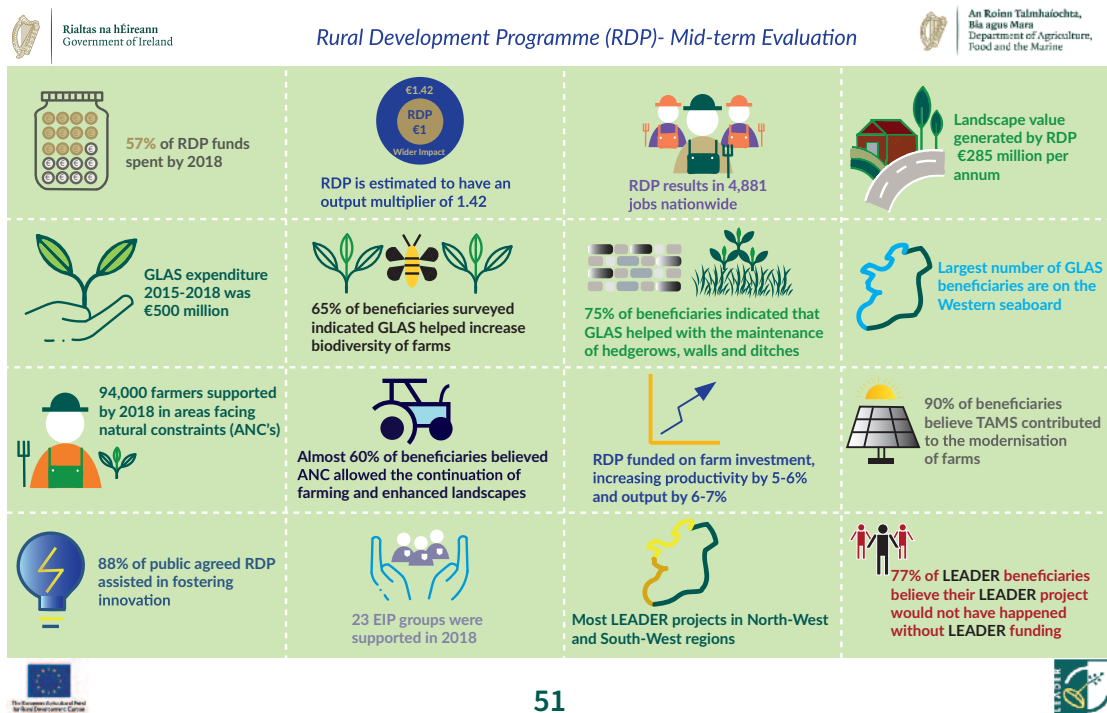 Rialtas na hÉireann
Government of Ireland
Rural Development Programme (RDP)- Mid-term Evaluation
An Roinn Talmhaíochta,
Bia agus Mara
Department of Agriculture,
Food and the Marine
57% of RDP funds
spent by 2018
€1.42
RDP
€1
Wider Impact
RDP is estimated to have an
output multiplier of 1.42
RDP results in 4,881
jobs nationwide
Landscape value
generated by RDP
€285 million per
annum
GLAS expenditure
2015-2018 was
€500 million
65% of beneficiaries surveyed
indicated GLAS helped increase
biodiversity of farms
75% of beneficiaries indicated that
GLAS helped with the maintenance
of hedgerows, walls and ditches
Largest number of GLAS
beneficiaries are on the
Western seaboard
94,000 farmers supported
by 2018 in areas facing
natural constraints (ANC's)
Almost 60% of beneficiaries believed
ANC allowed the continuation of
farming and enhanced landscapes
RDP funded on farm investment,
increasing productivity by 5-6%
and output by 6-7%
90% of beneficiaries
believe TAMS contributed
to the modernisation
of farms
88% of public agreed RDP
assisted in fostering
innovation
23 EIP groups were
supported in 2018
Most LEADER projects in North-West
and South-West regions
77% of LEADER beneficiaries
believe their LEADER project
would not have happened
without LEADER funding
The European Agricultural Fund
for Rural Development
51
LEADER